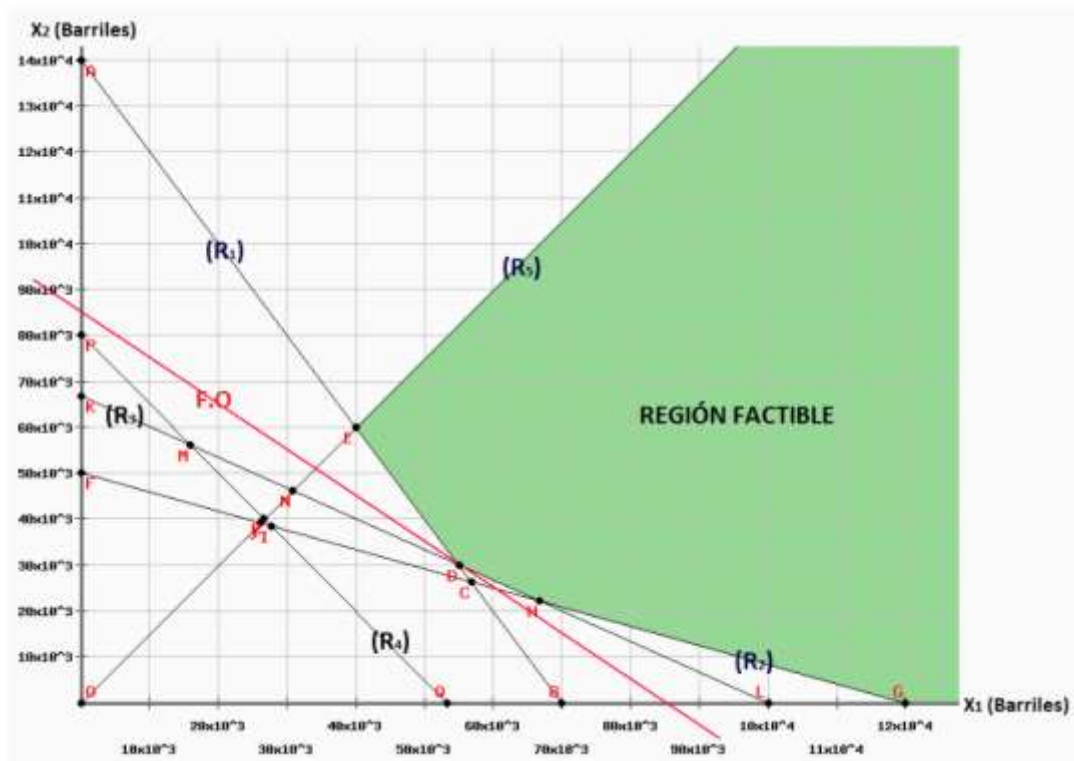 X2 (Barriles)
14x10^4
A
13x10^4
12x10^4
11x10^4
(R1)
10x10^4
(R5)
90x10^3
80x10^3
P
F.O
70x10^3
K
(R3)
REGIÓN FACTIBLE
60x10^3
E
M
50x10^3
F
N
40x10^3
J
I
30x10^3
D
C
20x10^3
H
(R4)
(R2)
10x10^3
O
Q
B
L
G
X1 (Barriles)
20x10^3
40x10^3
60x10^3
80x10^3
10x10^4
12x10^4
10x10^3
30x10^3
50x10^3
70x10^3
90x10^3
11x10^4